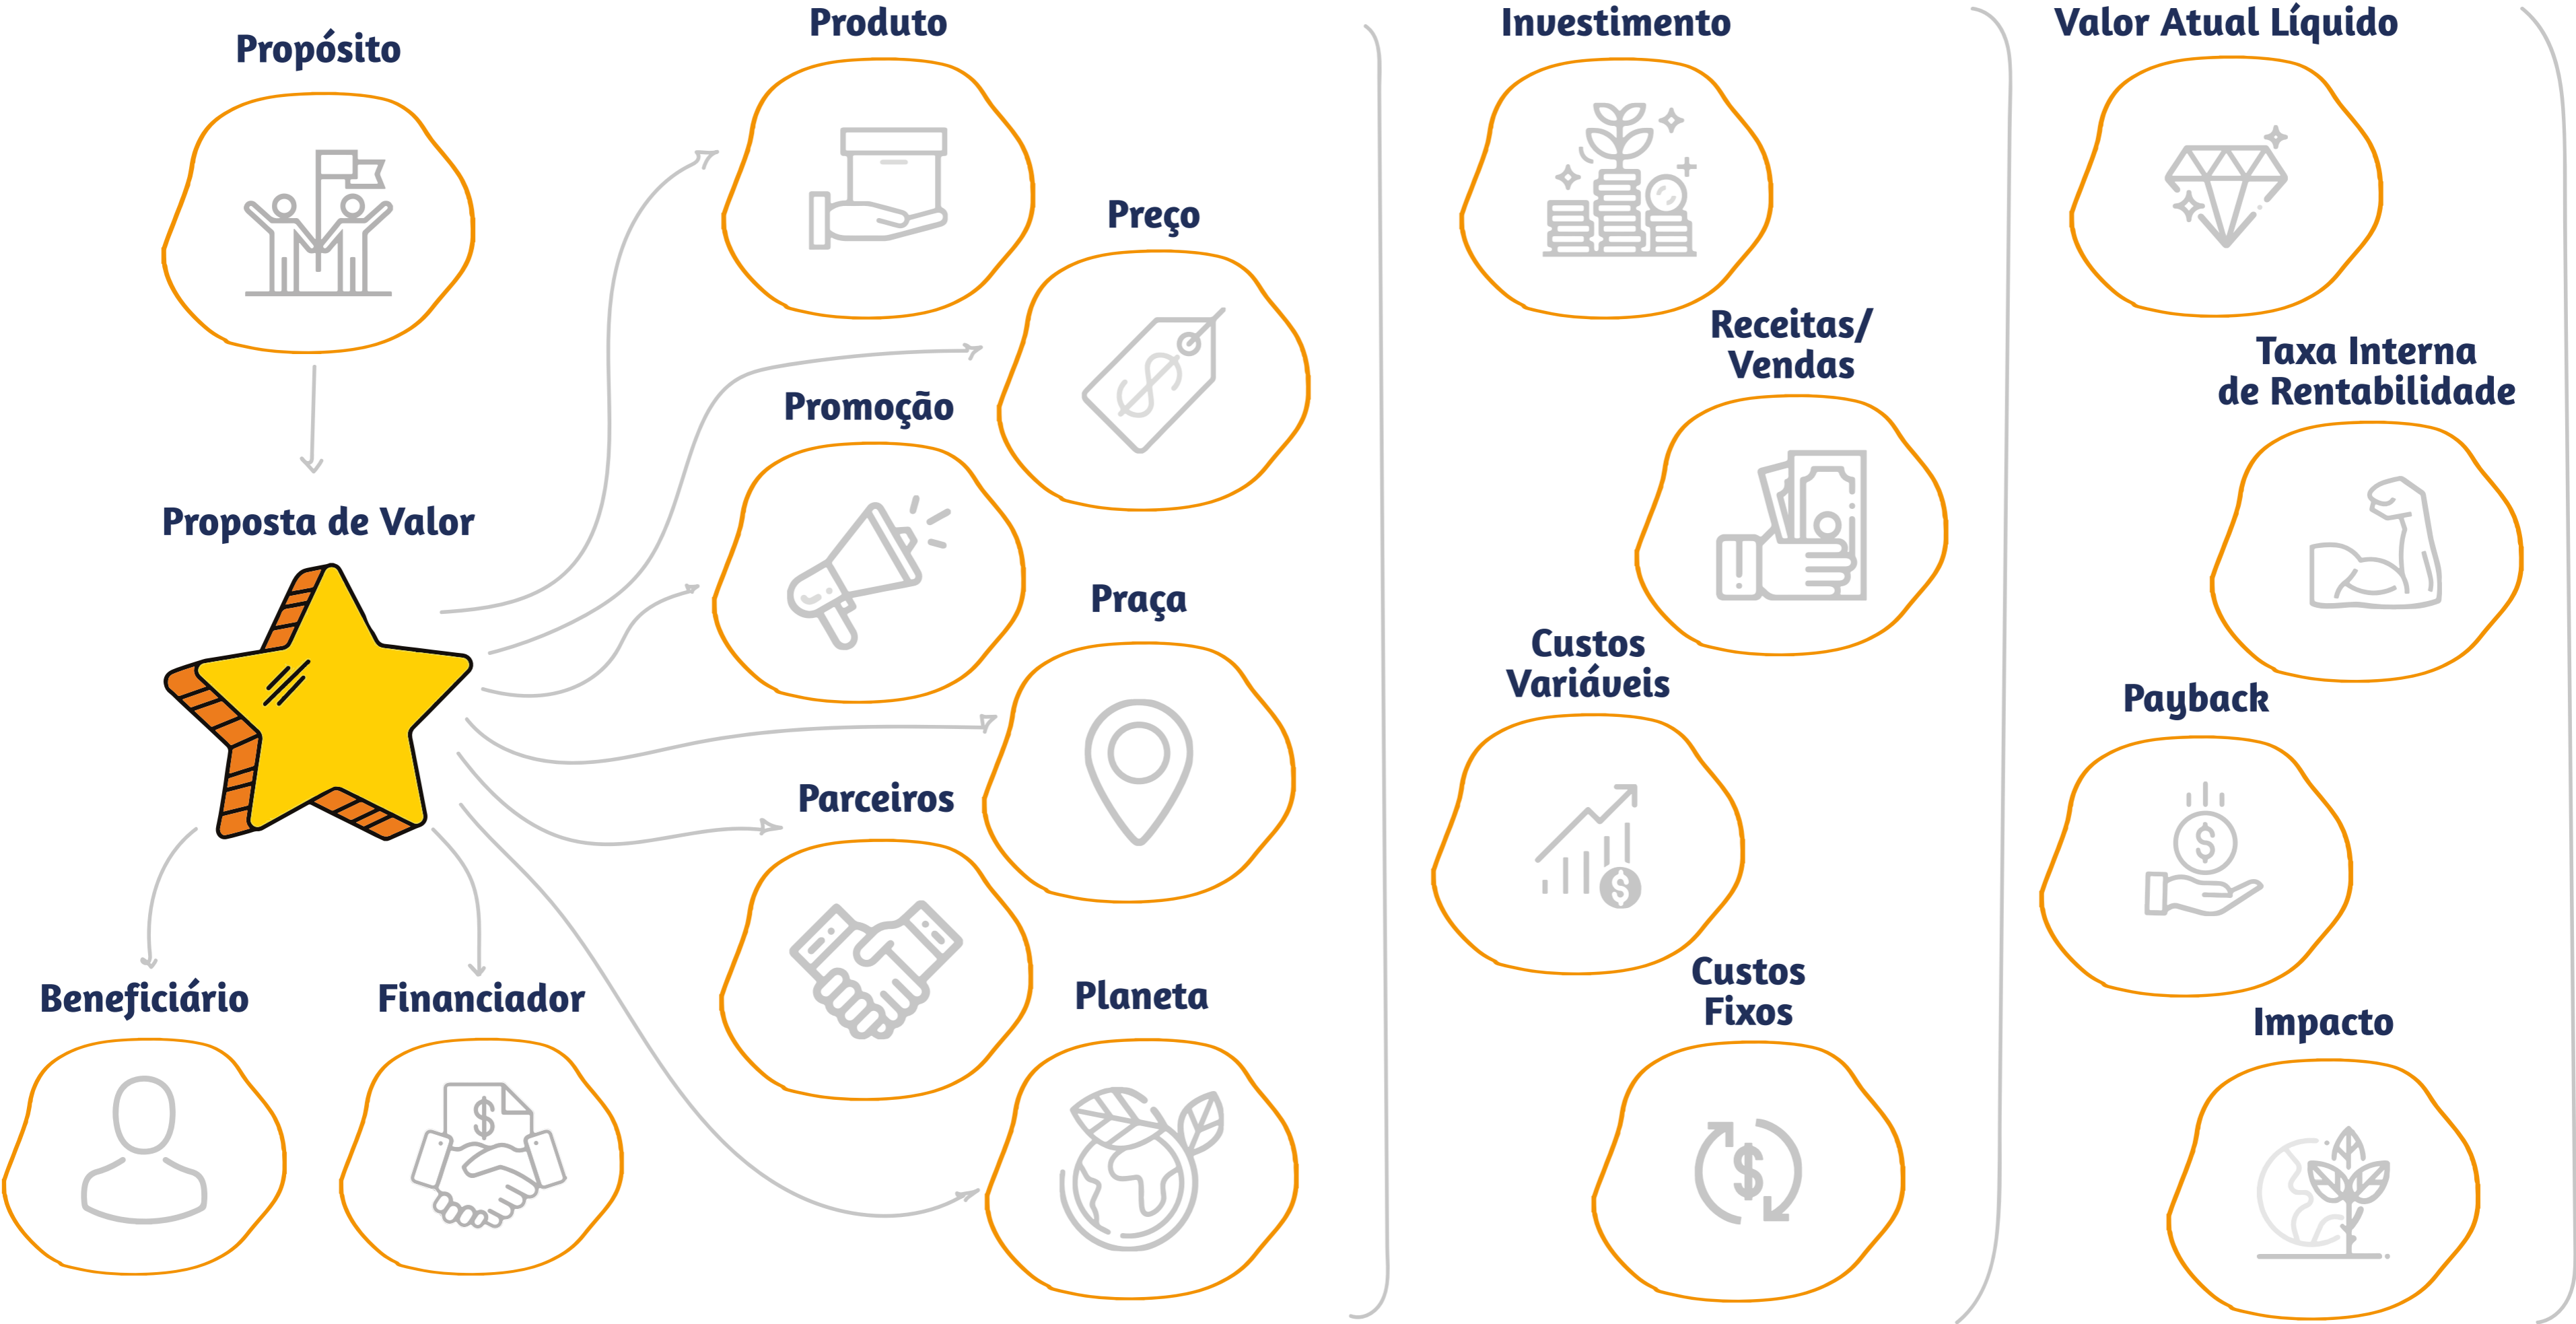 Propósito
Proposta de Valor
Beneficiário
Financiador
Produto
Preço
Promoção
Praça
Parceiros
Planeta
Investimento
Receitas/
Vendas
Custos
Variáveis
Custos
Fixos
Valor Atual Líquido
Taxa Interna
de Rentabilidade
Payback
Impacto